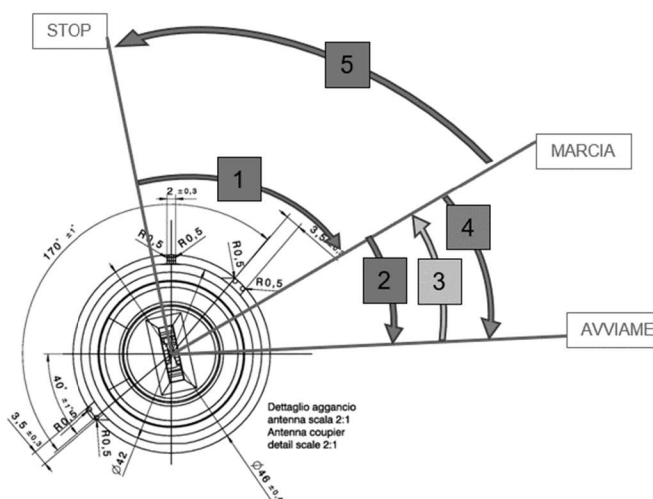 STOP
5
MARCIA
1
2 ±0,3
170° ±1°
R0,5
R0,5
3,5
R0,5
R0,5
2
3
4
AVVIAME
40° ±1°
3,5 ±0,3
R0,5
R0,5
Ø42
Ø46
Dettaglio aggancio
antenna scala 2:1
Antenna coupier
detail scale 2:1